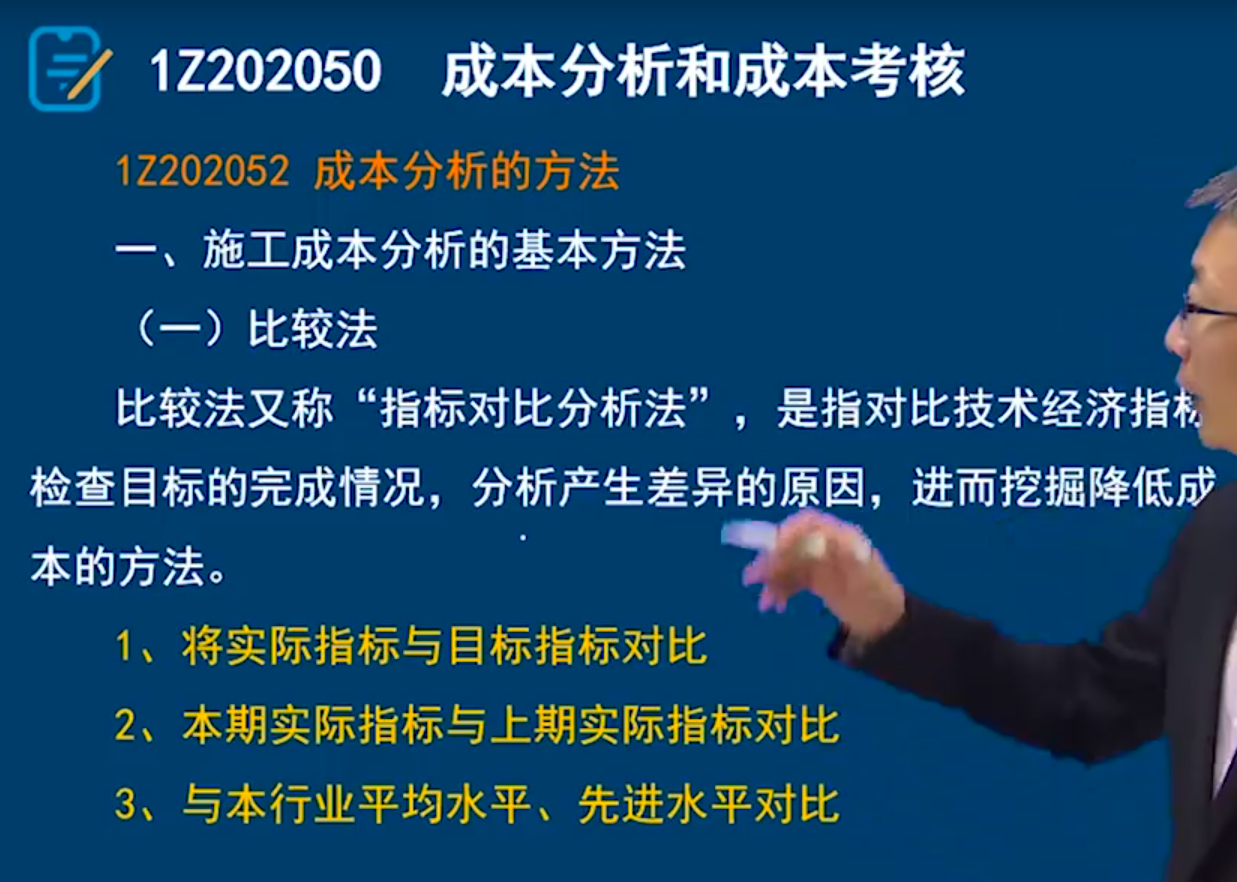 1Z202050 成本分析和成本考核
1Z202052 成本分析的方法
一、施工成本分析的基本方法
（一）比较法
比较法又称“指标对比分析法”，是指对比技术经济指标
检查目标的完成情况，分析产生差异的原因，进而挖掘降低成
本的方法。
1、将实际指标与目标指标对比
2、本期实际指标与上期实际指标对比
3、与本行业平均水平、先进水平对比